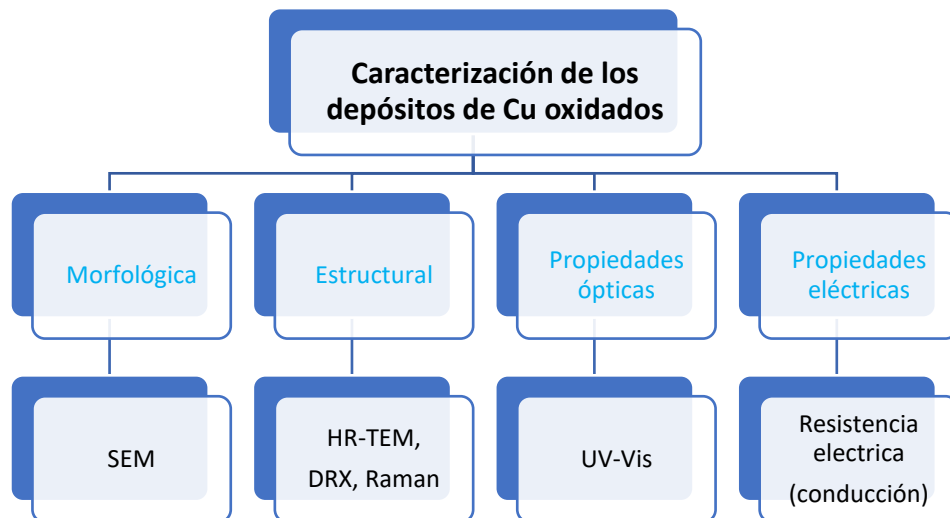 Caracterización de los
depósitos de Cu oxidados
Morfológica
Estructural
Propiedades
ópticas
Propiedades
eléctricas
SEM
HR-TEM,
DRX, Raman
UV-Vis
Resistencia
electrica
(conducción)